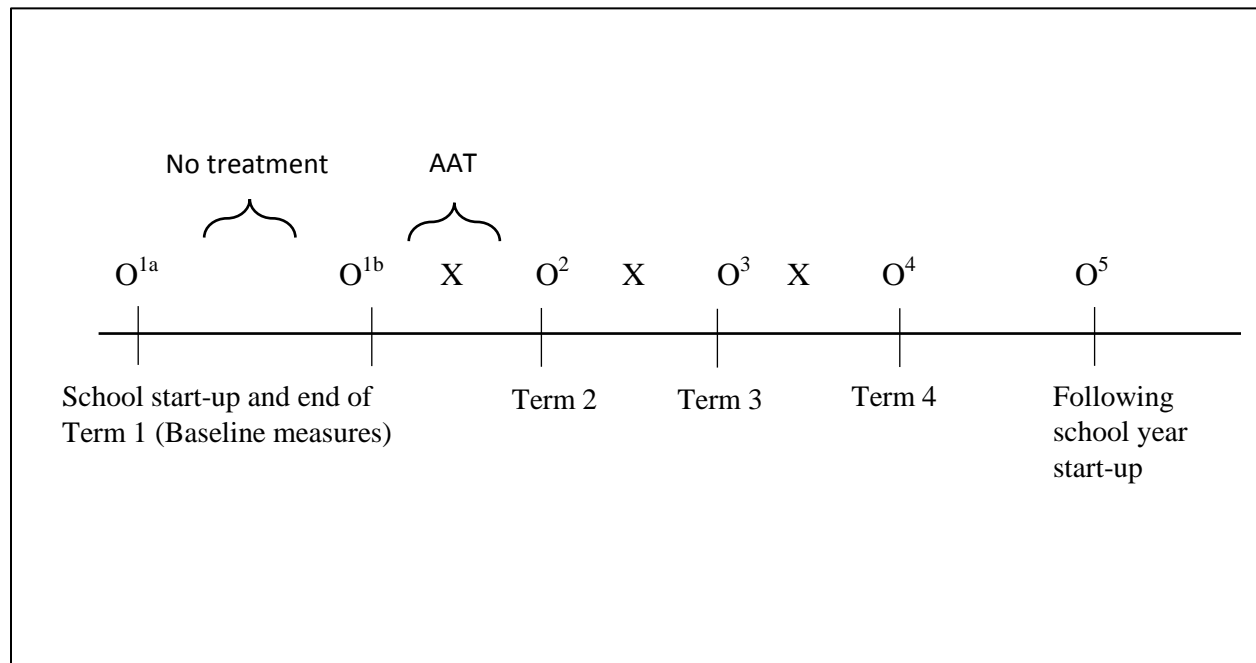 No treatment AAT
O1a O1b X O2 X O3 X O4 O5
School start-up and end of
Term 1 (Baseline measures)
Term 2
Term 3
Term 4
Following
school year
start-up